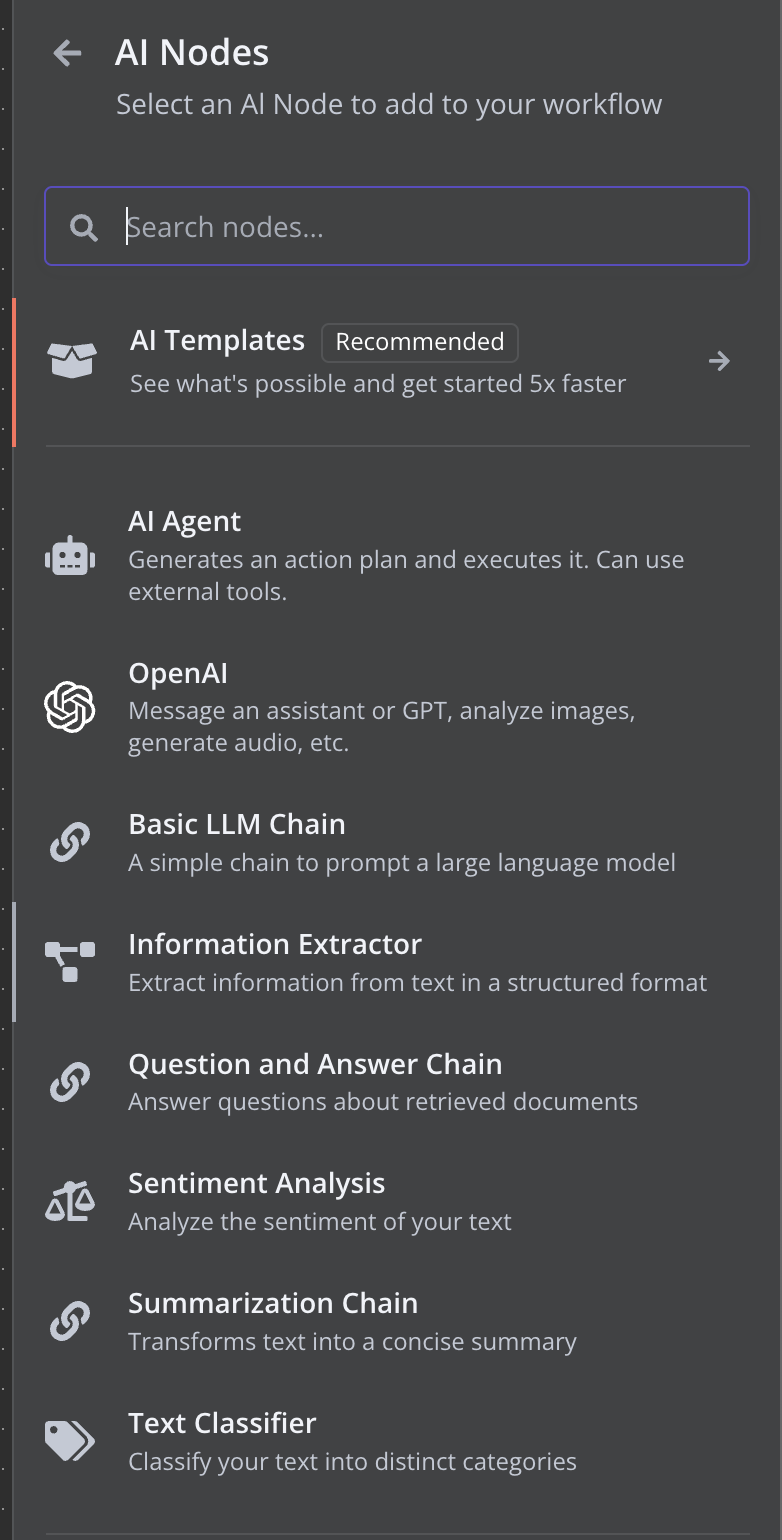 AI Nodes
Select an AI Node to add to your workflow
Search nodes...
AI Templates Recommended
See what's possible and get started 5x faster
AI Agent
Generates an action plan and executes it. Can use
external tools.
OpenAI
Message an assistant or GPT, analyze images,
generate audio, etc.
Basic LLM Chain
A simple chain to prompt a large language model
Information Extractor
Extract information from text in a structured format
Question and Answer Chain
Answer questions about retrieved documents
Sentiment Analysis
Analyze the sentiment of your text
Summarization Chain
Transforms text into a concise summary
Text Classifier
Classify your text into distinct categories